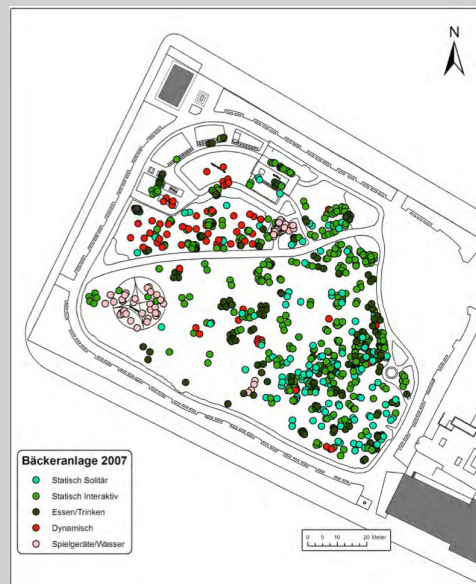 N
Bäckeranlage 2007
Statisch Solitär
Statisch Interaktiv
Essen/Trinken
Dynamisch
Spielgeräte/Wasser
0 5 10 20 Meter